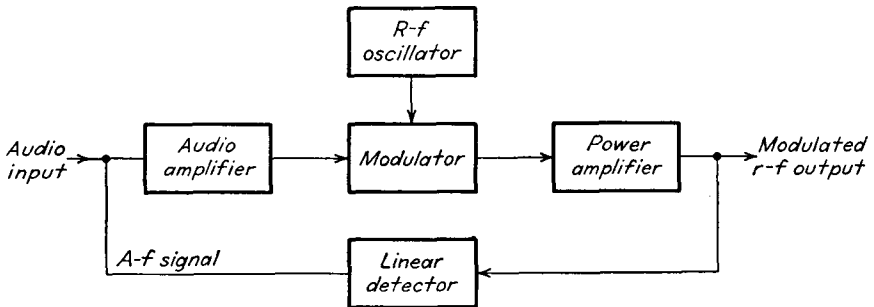 R-f
oscillator
Audio
input
Audio
amplifier
Modulator
Power
amplifier
Modulated
r-f output
A-f signal
Linear
detector